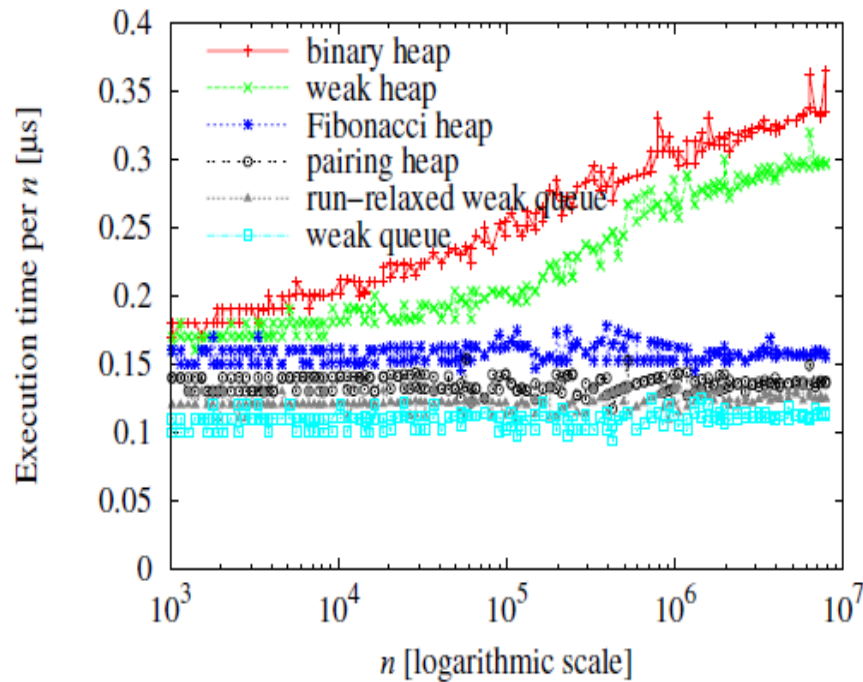 0.4
0.35
0.3
0.25
0.2
0.15
0.1
0.05
0
Execution time per n [µs]
binary heap
weak heap
Fibonacci heap
pairing heap
run-relaxed weak queue
weak queue
10^3
10^4
10^5
10^6
10^7
n [logarithmic scale]